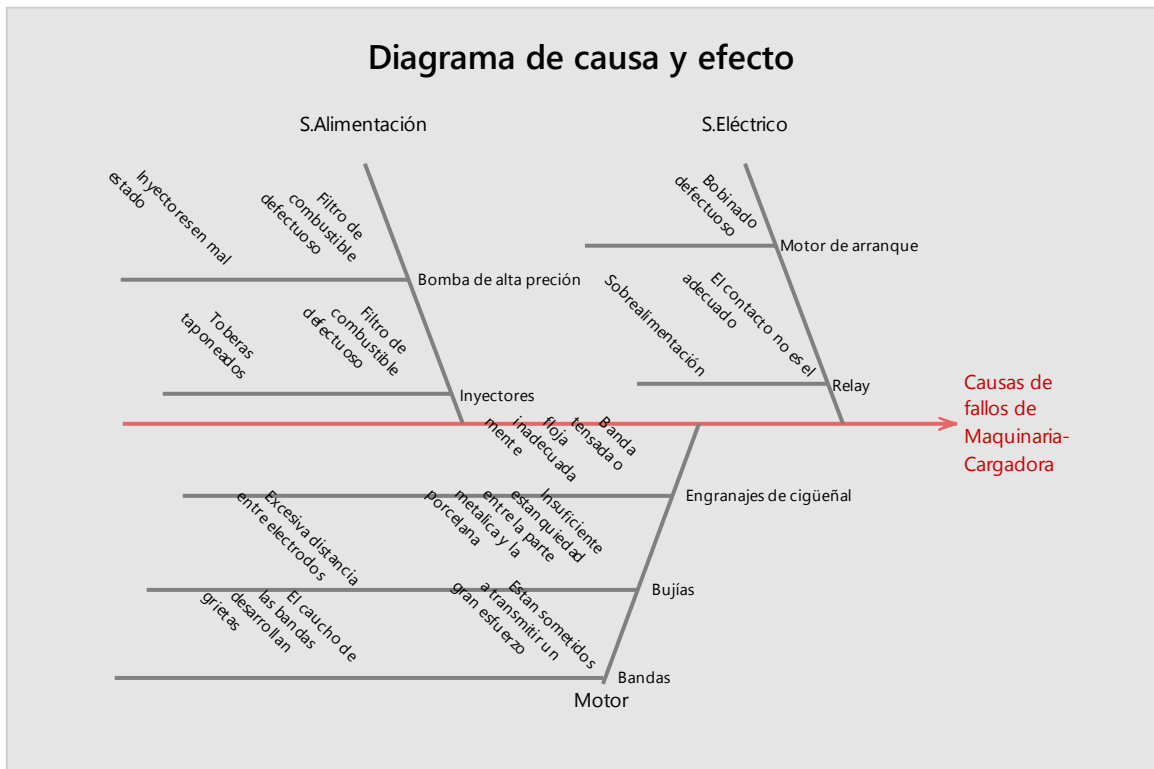 Diagrama de causa y efecto
S.Alimentación
S.Eléctrico
Inyectores en mal
estado
Filtro de
combustible
defectuoso
Bomba de alta preción
Toberas
taponeados
Filtro de
combustible
defectuoso
Inyectores
Bobinado
defectuoso
Motor de arranque
Sobrealimentación
El contacto no es el
adecuado
Relay
Causas de
fallos de
Maquinaria-
Cargadora
Banda
tensada o
floja
inadecuada
mente
Engranajes de cigüeñal
Excesiva distancia
entre electrodos
Insuficiente
estanquiedad
entre la parte
metalica y la
porcelana
Bujías
El caucho de
las bandas
desarrollan
grietas
Estan sometidos
a transmitir un
gran esfuerzo
Bandas
Motor